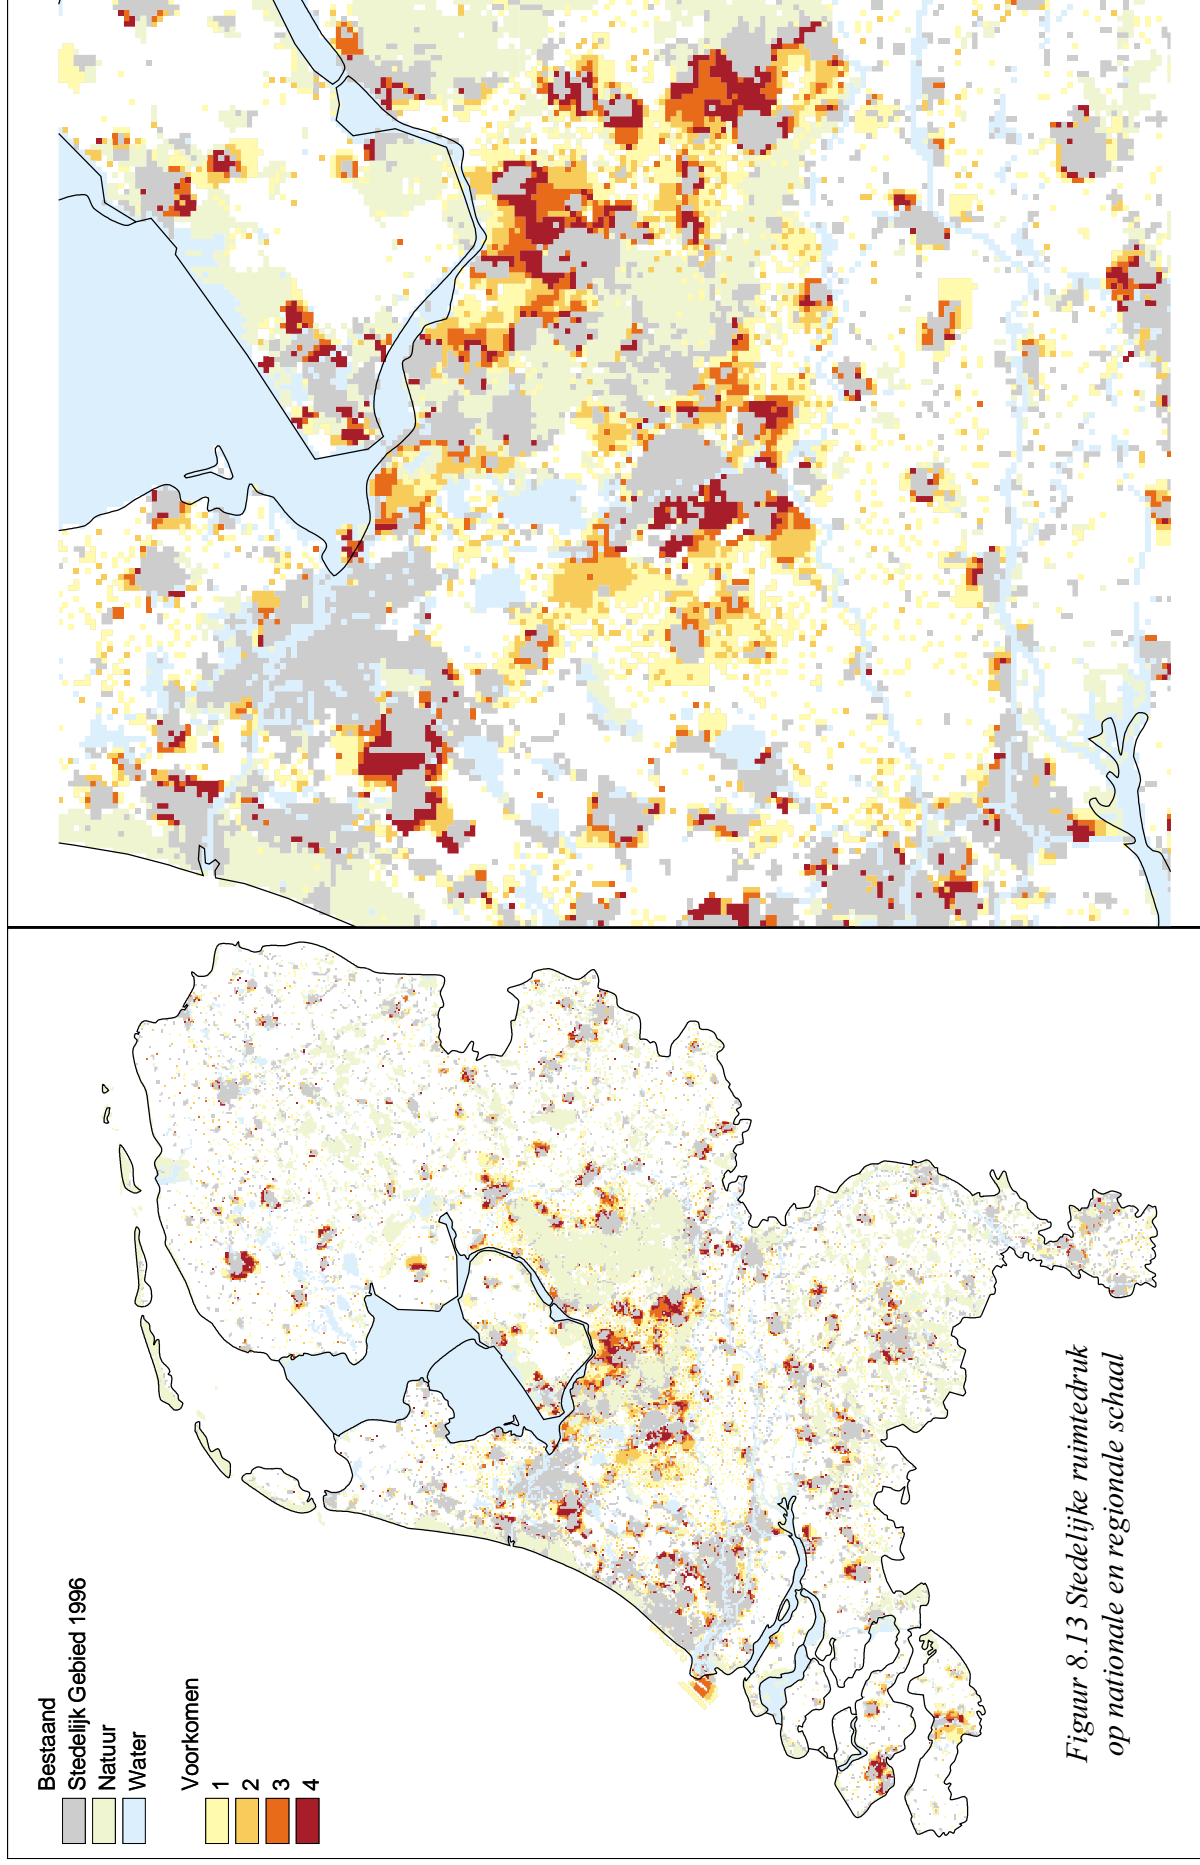 Bestaand
Stedelijk Gebied 1996
Natuur
Water
Voorkomen
1
2
3
4
Figuur 8.13 Stedelijke ruimtedruk
op nationale en regionale schaal